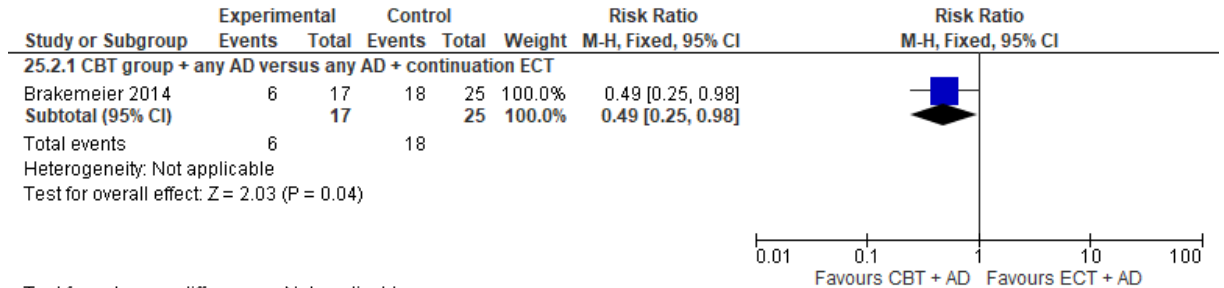 Experimental Control Risk Ratio Risk Ratio
Study or Subgroup Events Total Events Total Weight M-H, Fixed, 95% CI M-H, Fixed, 95% CI
25.2.1 CBT group + any AD versus any AD + continuation ECT
Brakemeier 2014 6 17 18 25 100.0% 0.49 [0.25, 0.98]
Subtotal (95% CI) 17 25 100.0% 0.49 [0.25, 0.98]
Total events 6 18
Heterogeneity: Not applicable
Test for overall effect: Z = 2.03 (P = 0.04)
0.01 0.1 1 10 100
Favours CBT + AD Favours ECT + AD